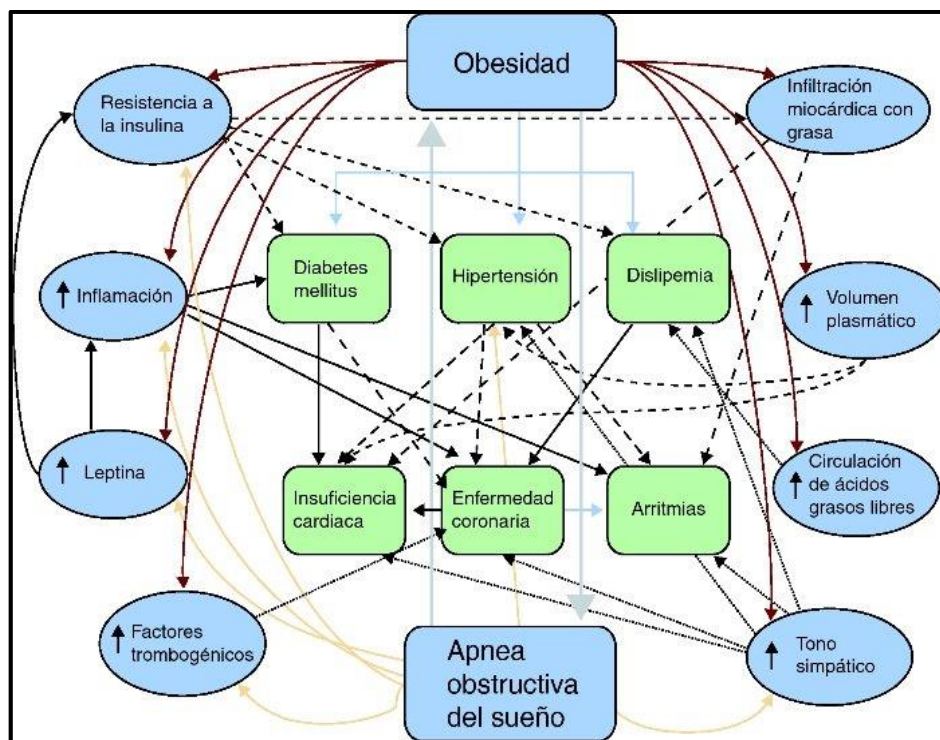 Obesidad
Resistencia a
la insulina
Infiltración
miocárdica con
grasa
Diabetes
mellitus
Hipertensión
Dislipemia
↑ Inflamación
↑ Volumen
plasmático
↑ Leptina
Insuficiencia
cardiaca
Enfermedad
coronaria
Arritmias
↑ Circulación
de ácidos
grasos libres
↑ Factores
trombogénicos
Apnea
obstructiva
del sueño
↑ Tono
simpático